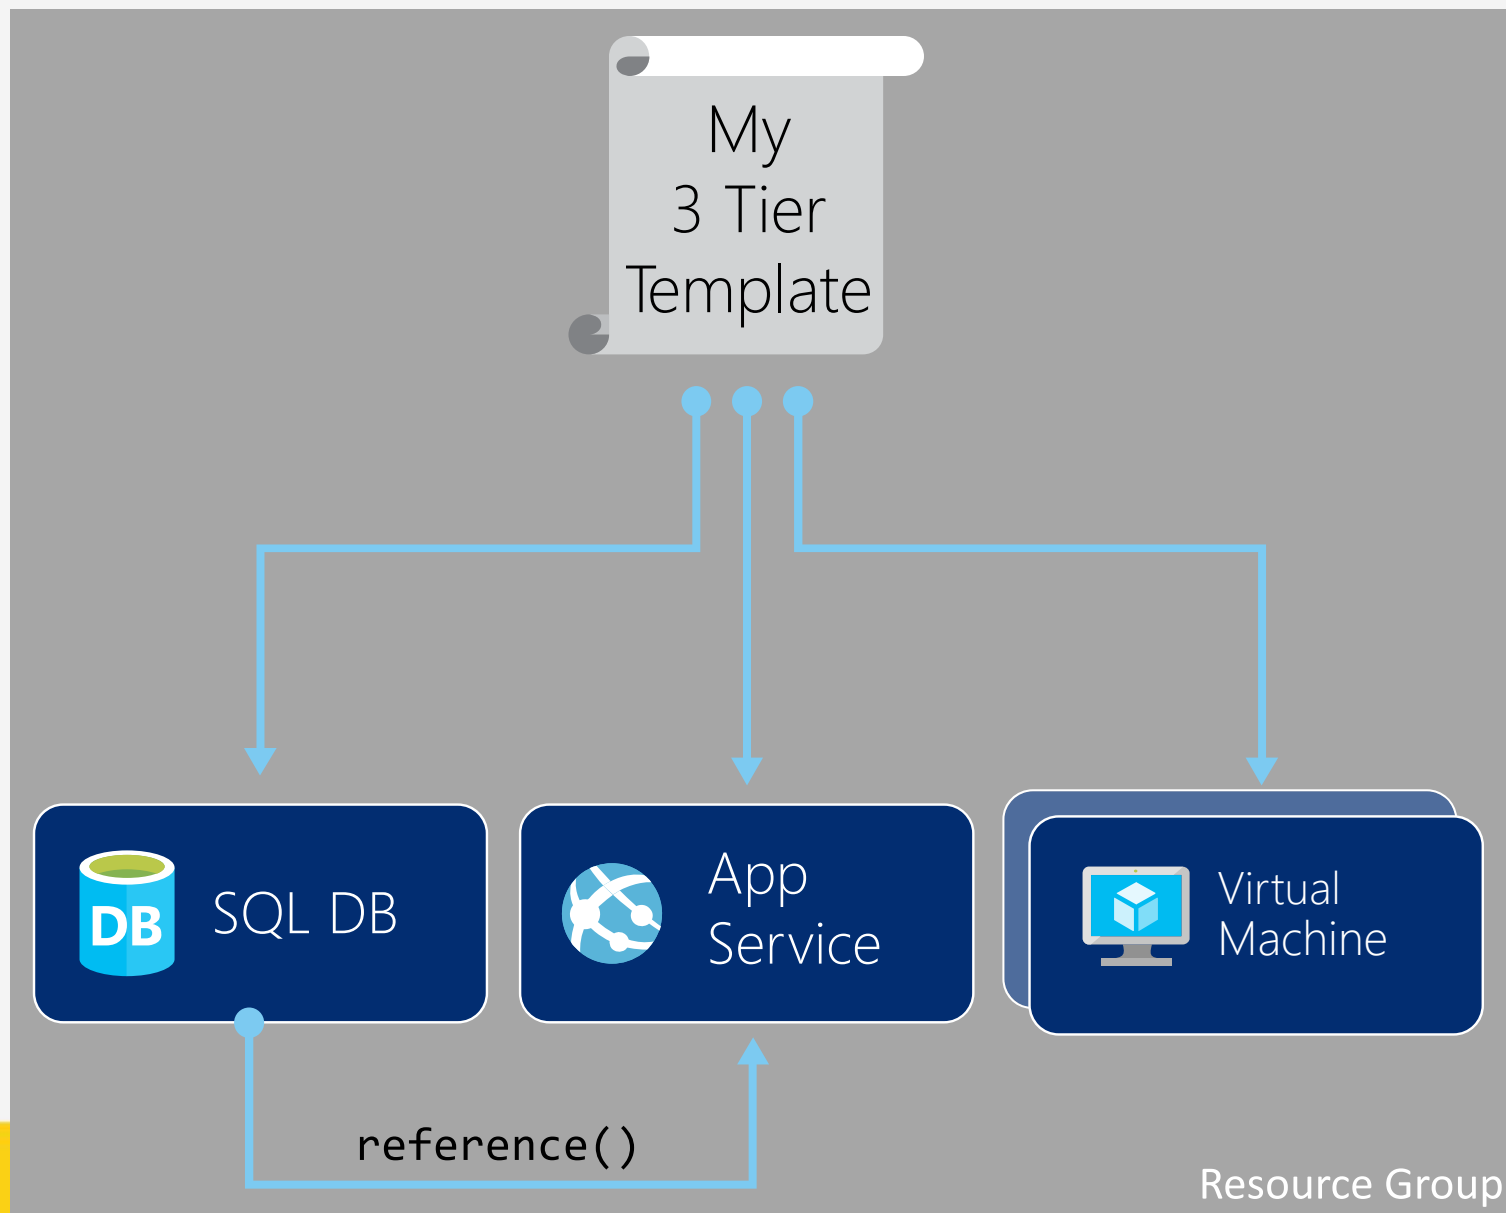 My
3 Tier
Template
DB
SQL DB
App
Service
Virtual
Machine
reference()
Resource Group